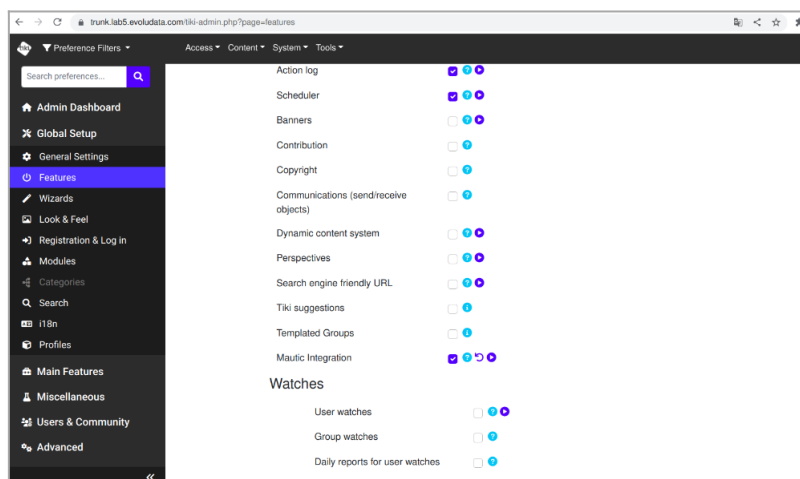 trunk.lab5.evoludata.com/tiki-admin.php?page=features
tiki Preference Filters Access Content System Tools
Search preferences...
Admin Dashboard
Global Setup
General Settings
Features
Wizards
Look & Feel
Registration & Log in
Modules
Categories
Search
i18n
Profiles
Main Features
Miscellaneous
Users & Community
Advanced
Action log
Scheduler
Banners
Contribution
Copyright
Communications (send/receive
objects)
Dynamic content system
Perspectives
Search engine friendly URL
Tiki suggestions
Templated Groups
Mautic Integration
Watches
User watches
Group watches
Daily reports for user watches